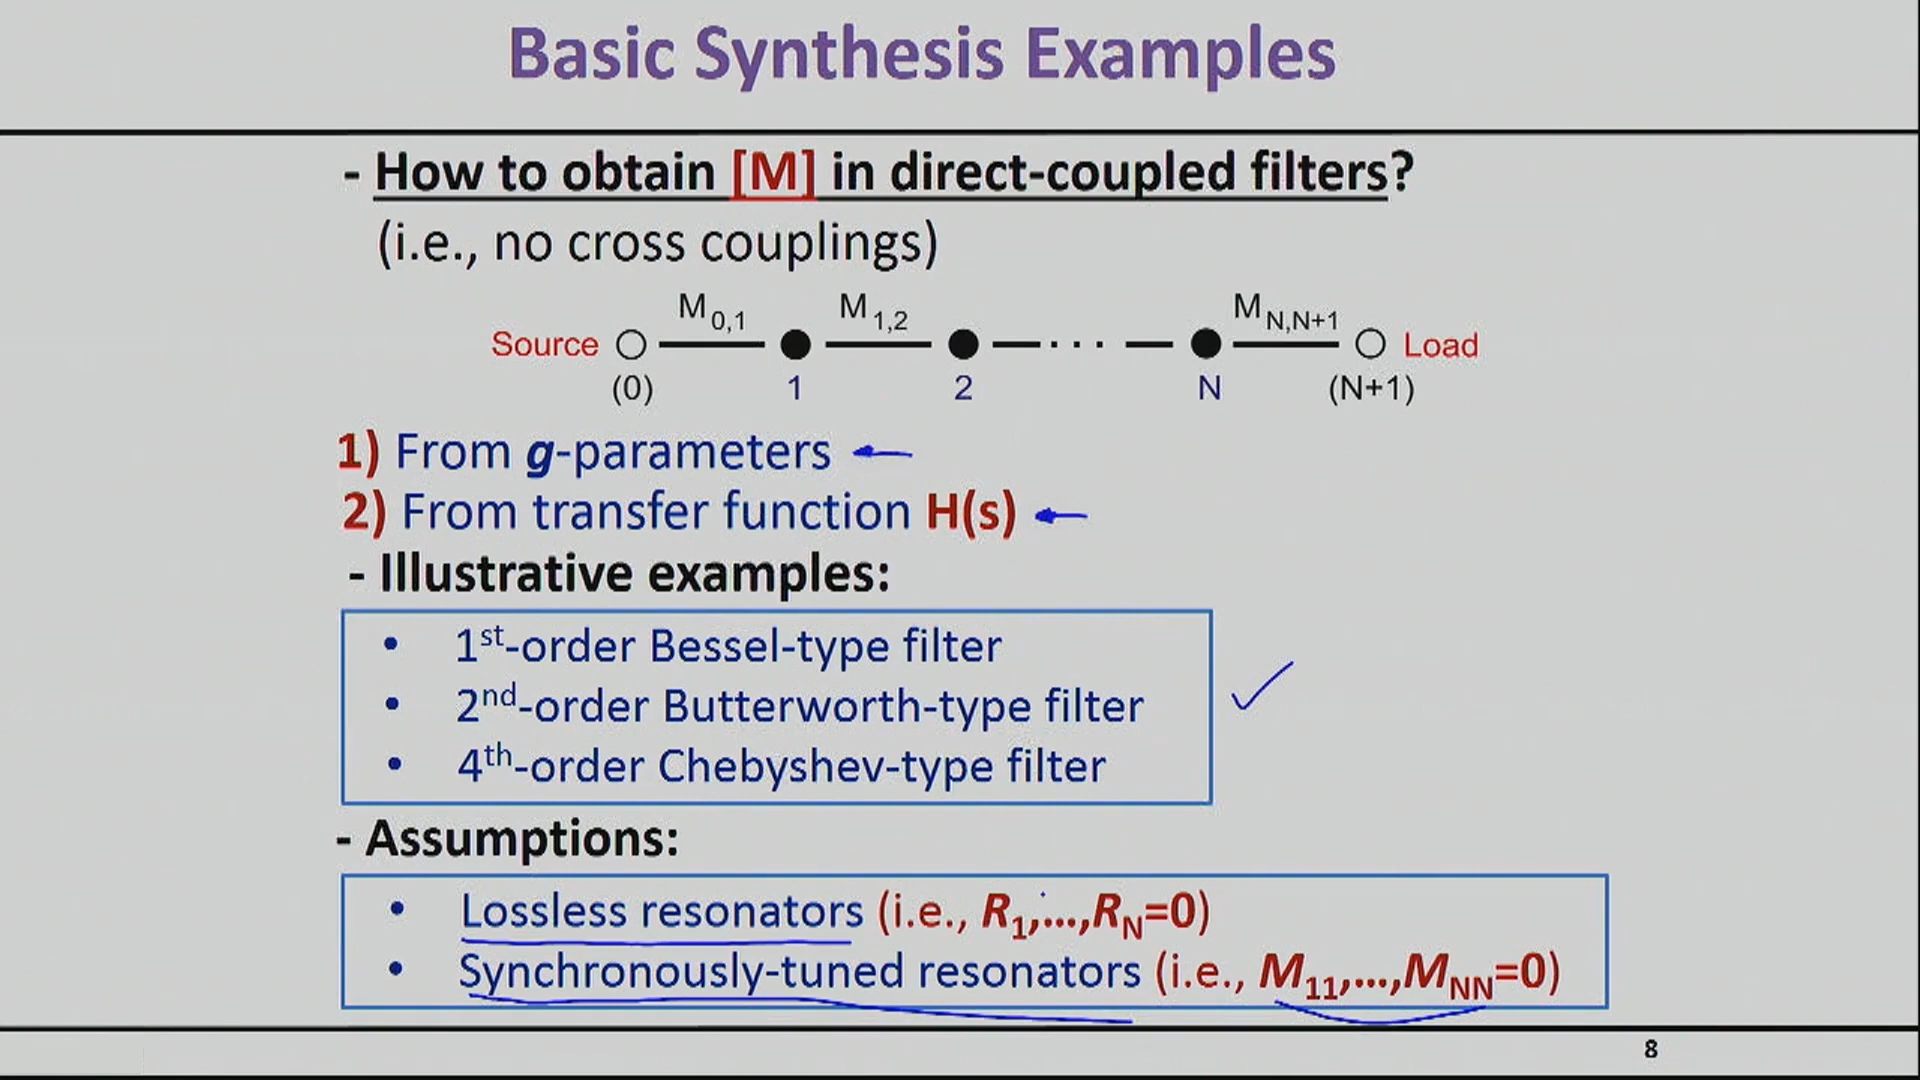 Basic Synthesis Examples
- How to obtain [M] in direct-coupled filters?
(i.e., no cross couplings)
M0,1 M1,2 MN,N+1
Source Load
(0) 1 2 N (N+1)
1) From g-parameters
2) From transfer function H(s)
- Illustrative examples:
• 1st-order Bessel-type filter
• 2nd-order Butterworth-type filter
• 4th-order Chebyshev-type filter
- Assumptions:
• Lossless resonators (i.e., R1,...,RN=0)
• Synchronously-tuned resonators (i.e., M11,...,MNN=0)
8